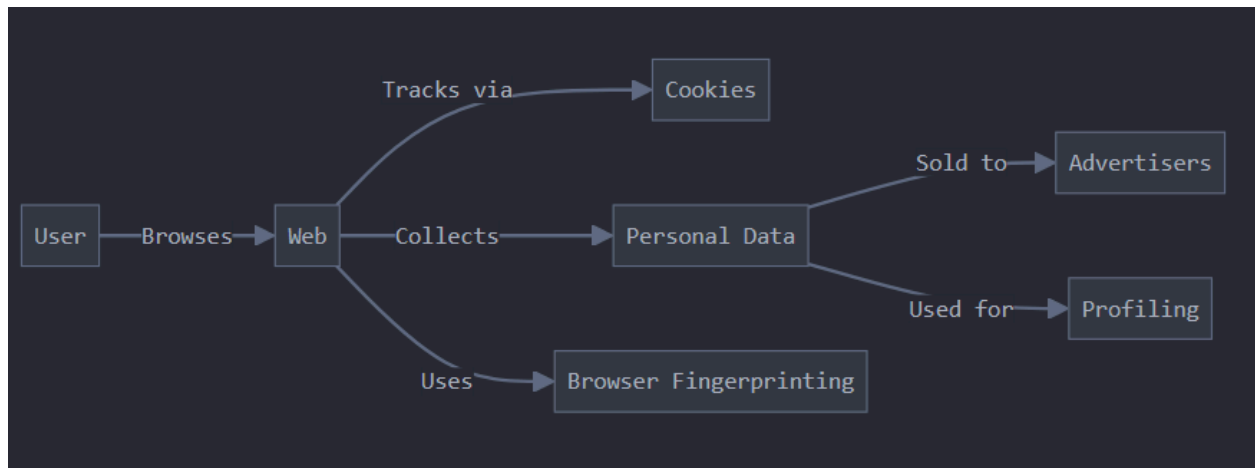 Tracks via
Cookies
Sold to
Advertisers
User
Browses
Web
Collects
Personal Data
Used for
Profiling
Uses
Browser Fingerprinting